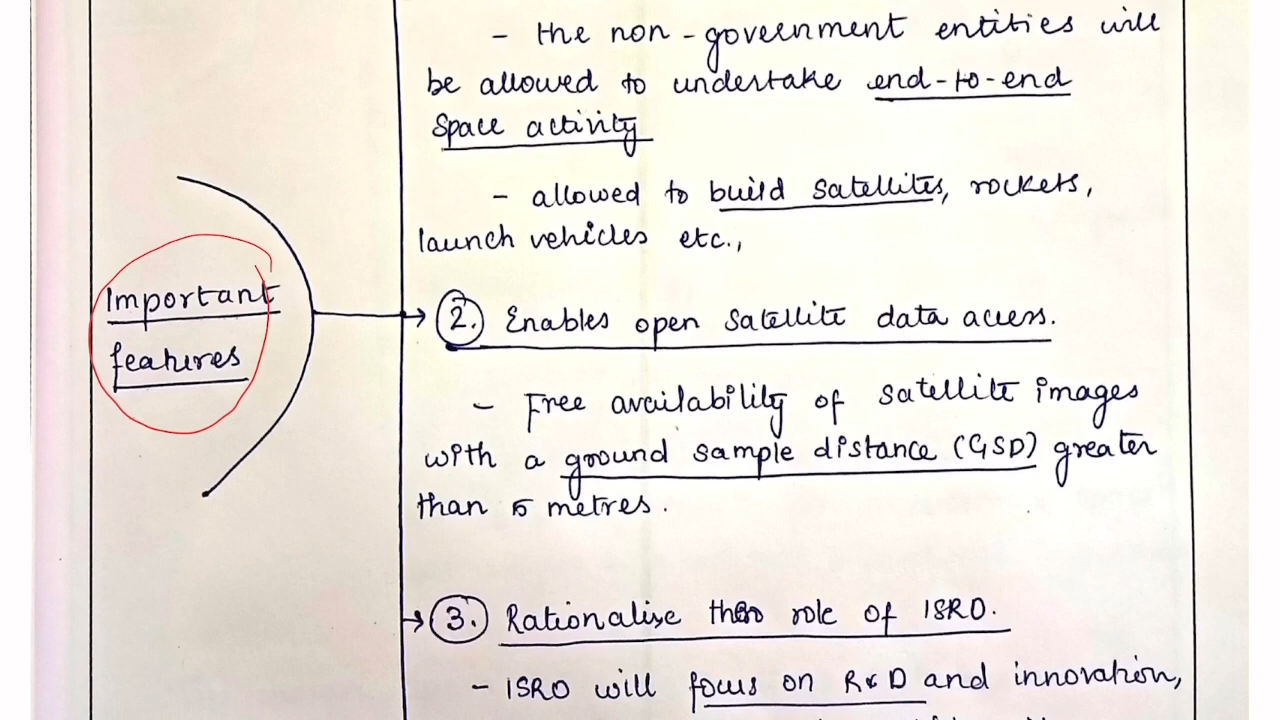 - the non-government entities will
be allowed to undertake end-to-end
space activity
- allowed to build satellites, rockets,
launch vehicles etc.,
Important
features
2. Enables open satellite data access.
- Free availability of satellite images
with a ground sample distance (GSD) greater
than 5 metres.
3. Rationalise role of ISRO.
- ISRO will focus on R&D and innovation,